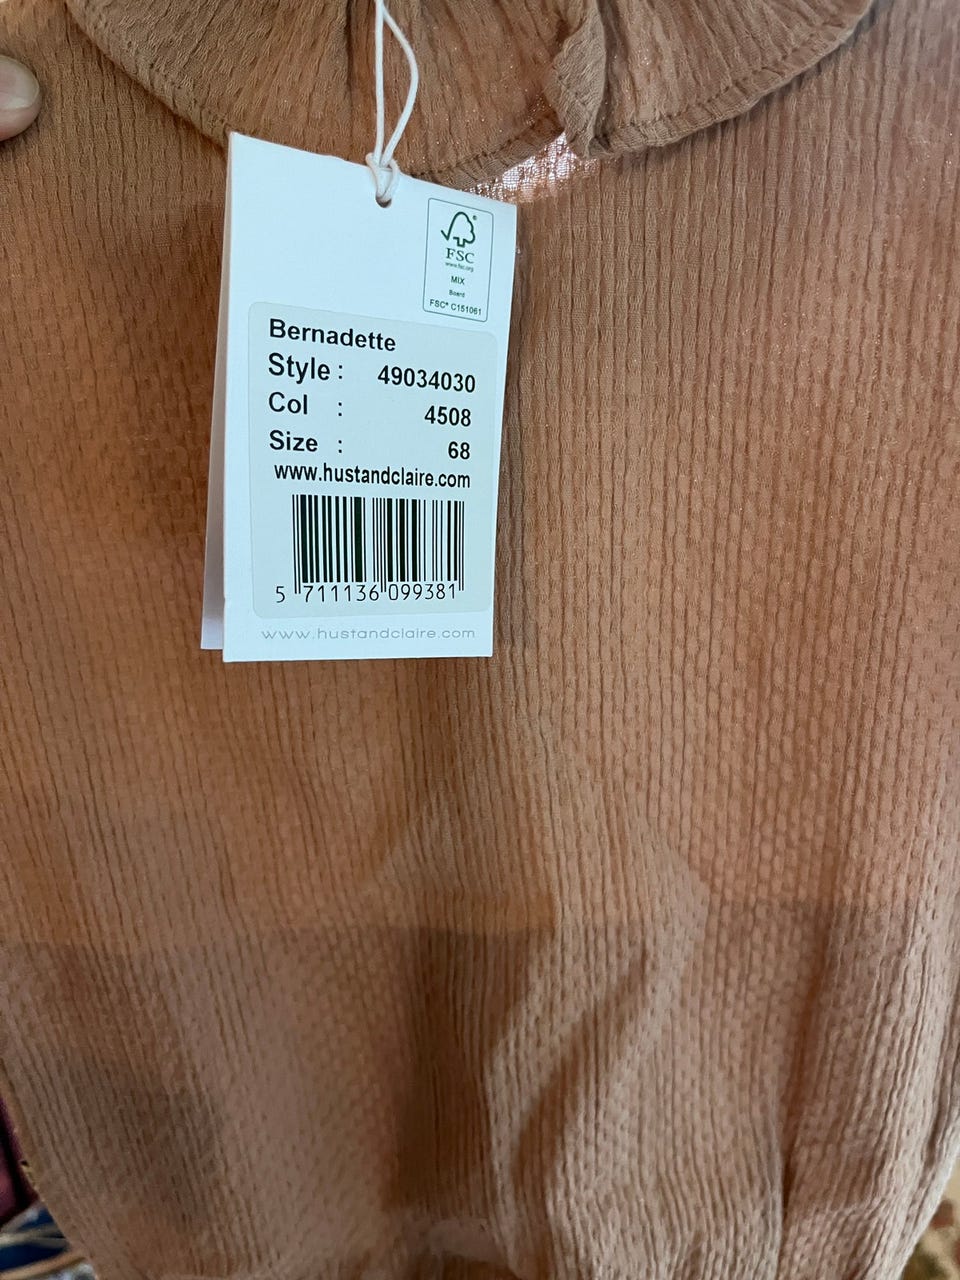 FSC
www.fsc.org
MIX
Board
FSC® C151061
Bernadette
Style : 49034030
Col : 4508
Size : 68
www.hustandclaire.com
5 711136 099381
www.hustandclaire.com